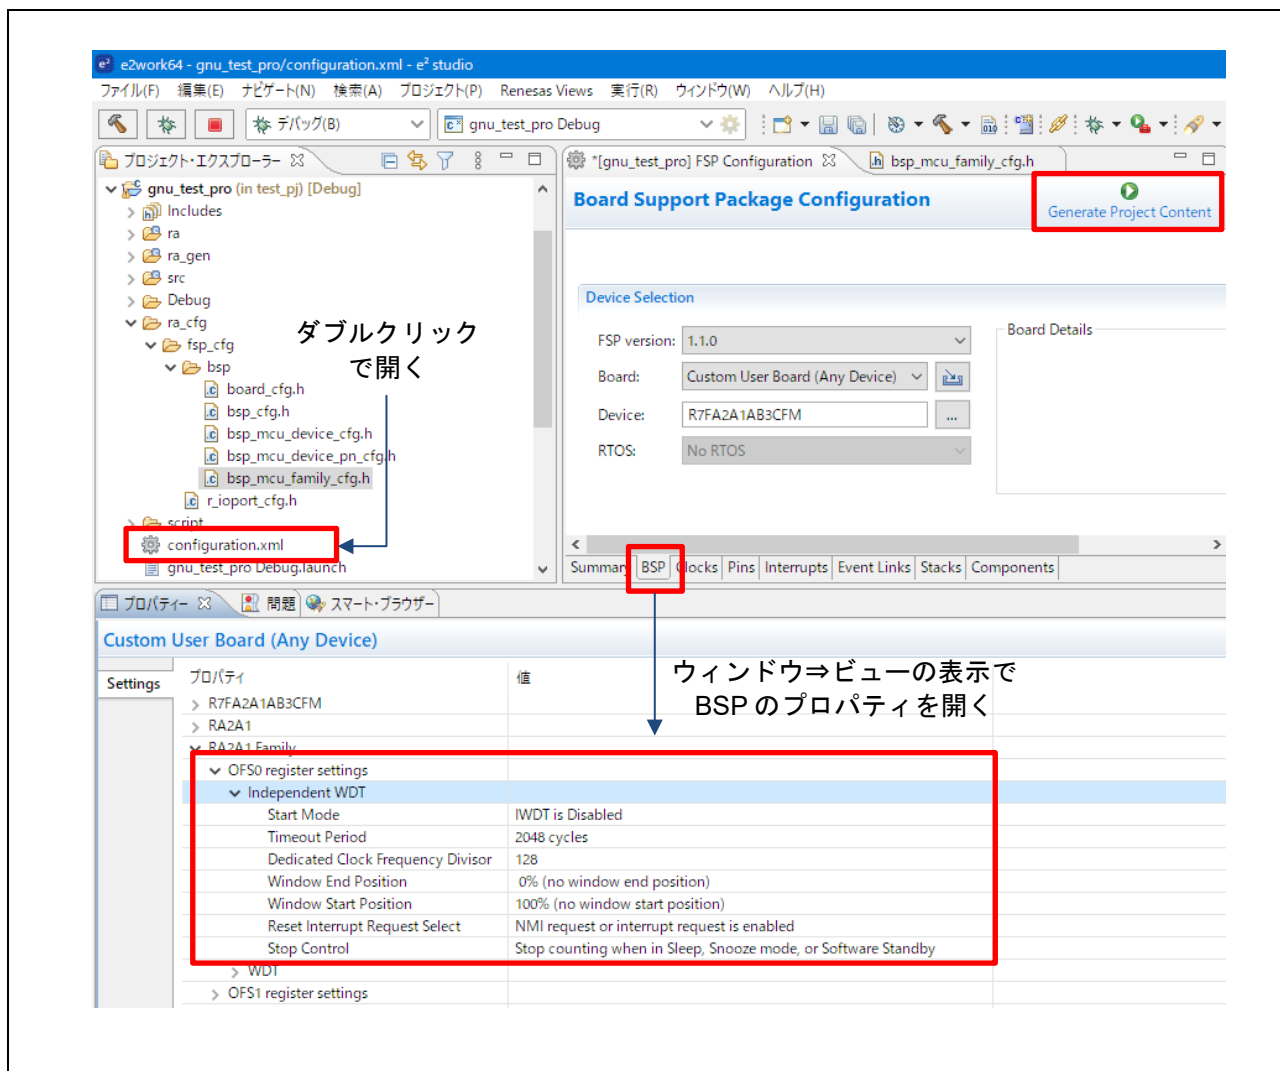 e2work64 - gnu_test_pro/configuration.xml - e² studio
ファイル(F) 編集(E) ナビゲート(N) 検索(A) プロジェクト(P) Renesas Views 実行(R) ウィンドウ(W) ヘルプ(H)
デバッグ(B) gnu_test_pro Debug
プロジェクト・エクスプローラー
gnu_test_pro (in test_pj) [Debug]
Includes
ra
ra_gen
src
Debug
ra_cfg
fsp_cfg
bsp
board_cfg.h
bsp_cfg.h
bsp_mcu_device_cfg.h
bsp_mcu_device_pn_cfg.h
bsp_mcu_family_cfg.h
r_ioport_cfg.h
script
configuration.xml
gnu_test_pro Debug.launch
ダブルクリック
で開く
*[gnu_test_pro] FSP Configuration bsp_mcu_family_cfg.h
Board Support Package Configuration
Generate Project Content
Device Selection
FSP version: 1.1.0
Board: Custom User Board (Any Device)
Device: R7FA2A1AB3CFM ...
RTOS: No RTOS
Board Details
Summary BSP Clocks Pins Interrupts Event Links Stacks Components
プロパティー 問題 スマート・ブラウザー
Custom User Board (Any Device)
ウィンドウ⇒ビューの表示で
BSP のプロパティを開く
Settings
プロパティ 値
R7FA2A1AB3CFM
RA2A1
RA2A1 Family
OFS0 register settings
Independent WDT
Start Mode IWDT is Disabled
Timeout Period 2048 cycles
Dedicated Clock Frequency Divisor 128
Window End Position 0% (no window end position)
Window Start Position 100% (no window start position)
Reset Interrupt Request Select NMI request or interrupt request is enabled
Stop Control Stop counting when in Sleep, Snooze mode, or Software Standby
WDT
OFS1 register settings